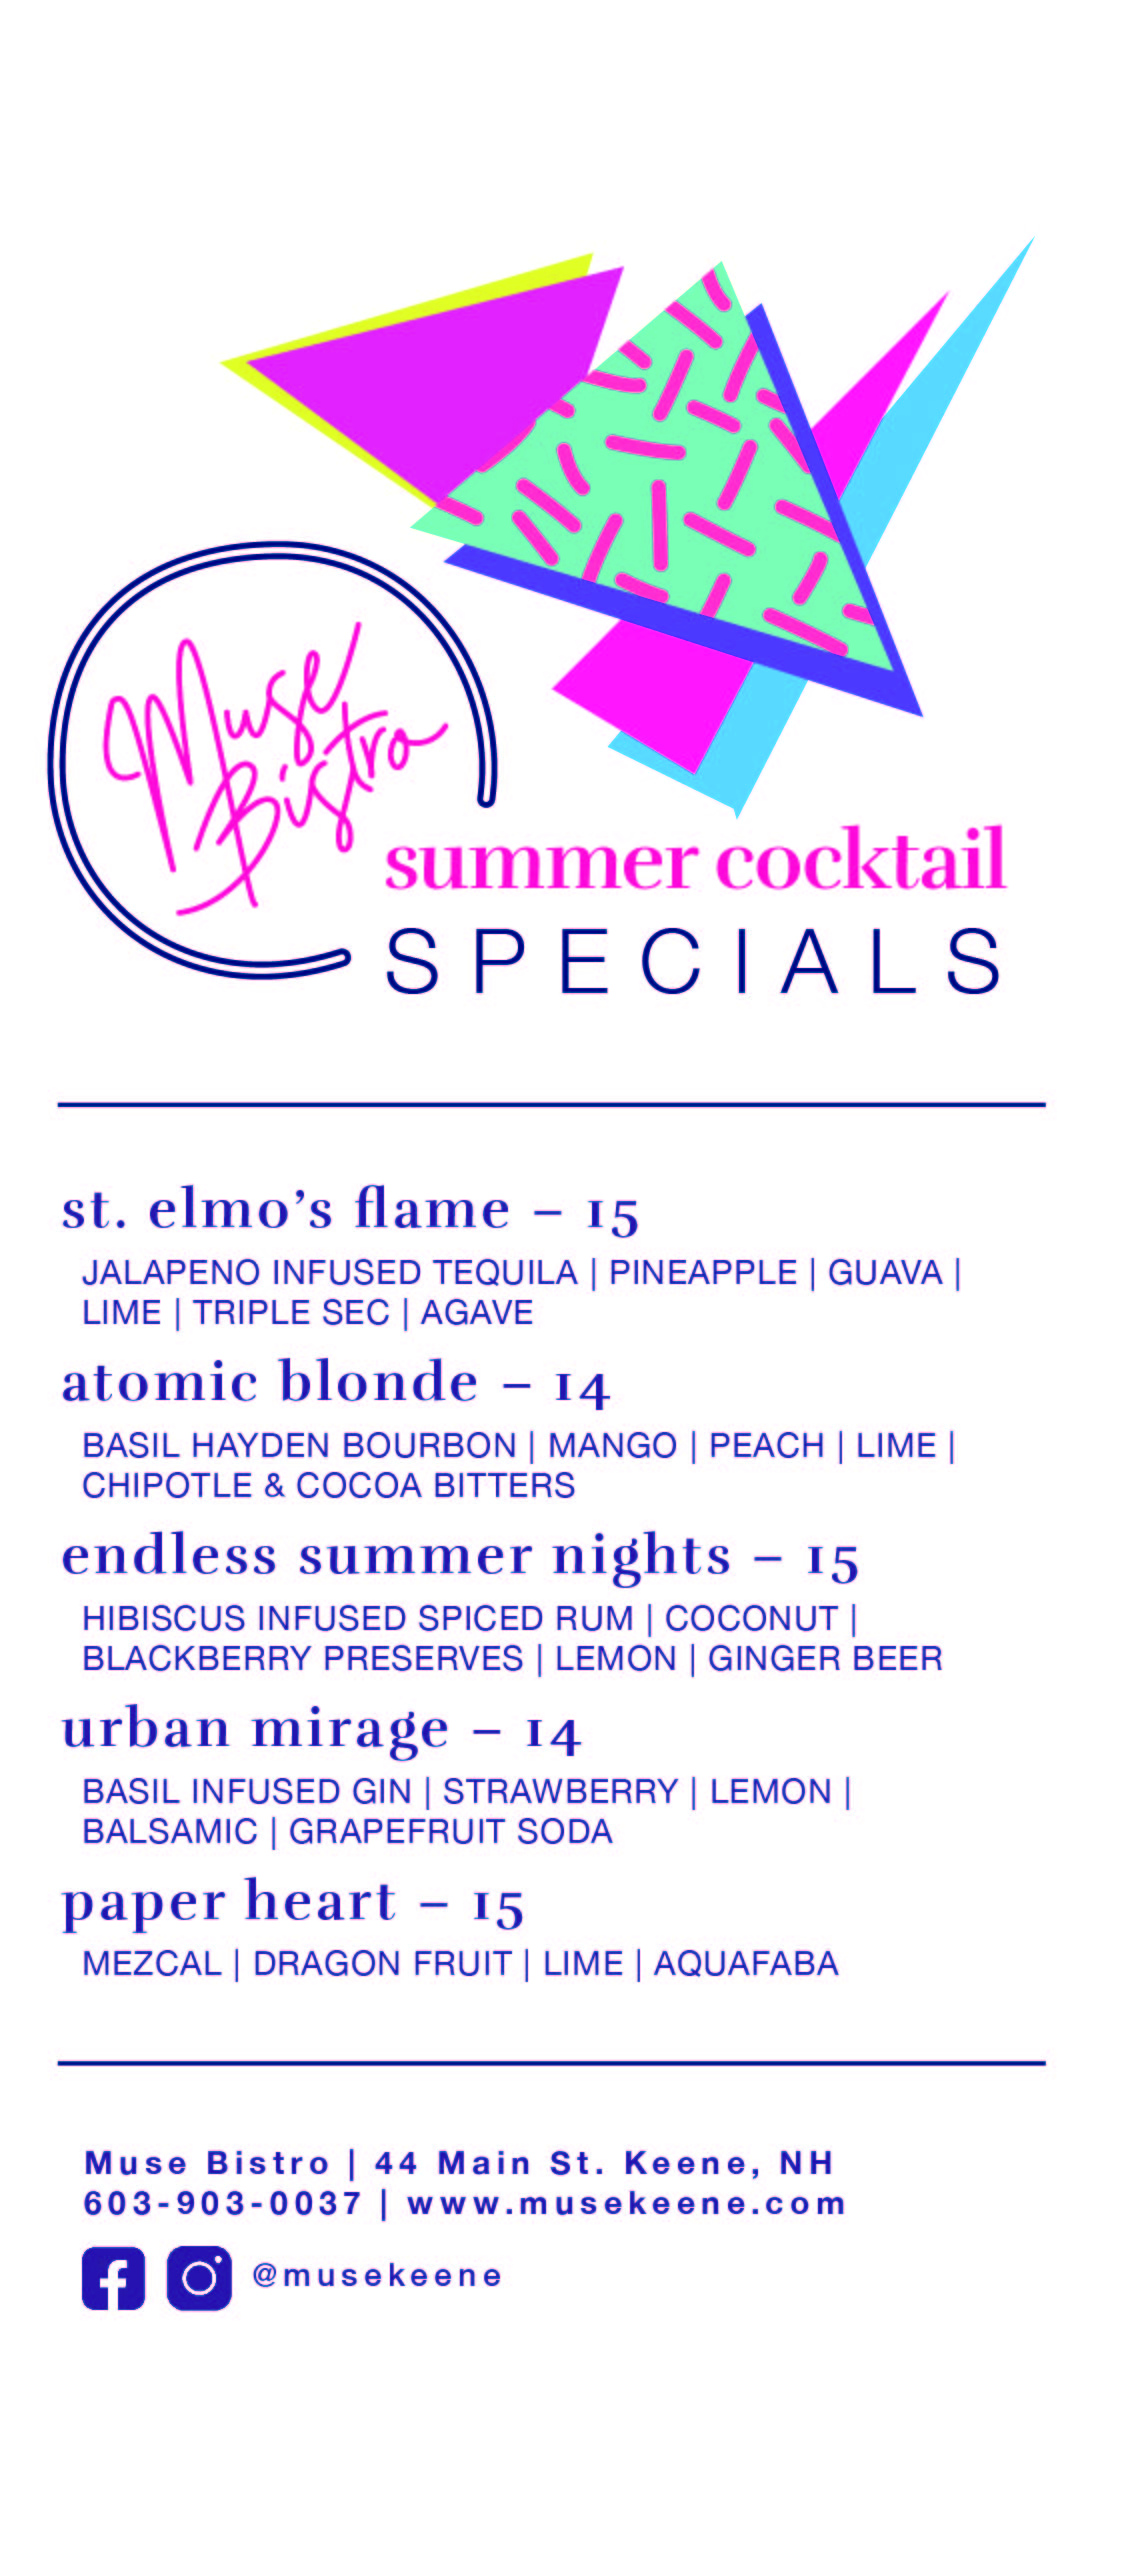 Muse
Bistro
summer cocktail
SPECIALS
st. elmo’s flame – 15
JALAPENO INFUSED TEQUILA | PINEAPPLE | GUAVA |
LIME | TRIPLE SEC | AGAVE
atomic blonde – 14
BASIL HAYDEN BOURBON | MANGO | PEACH | LIME |
CHIPOTLE & COCOA BITTERS
endless summer nights – 15
HIBISCUS INFUSED SPICED RUM | COCONUT |
BLACKBERRY PRESERVES | LEMON | GINGER BEER
urban mirage – 14
BASIL INFUSED GIN | STRAWBERRY | LEMON |
BALSAMIC | GRAPEFRUIT SODA
paper heart – 15
MEZCAL | DRAGON FRUIT | LIME | AQUAFABA
Muse Bistro | 44 Main St. Keene, NH
603-903-0037 | www.musekeene.com
@musekeene